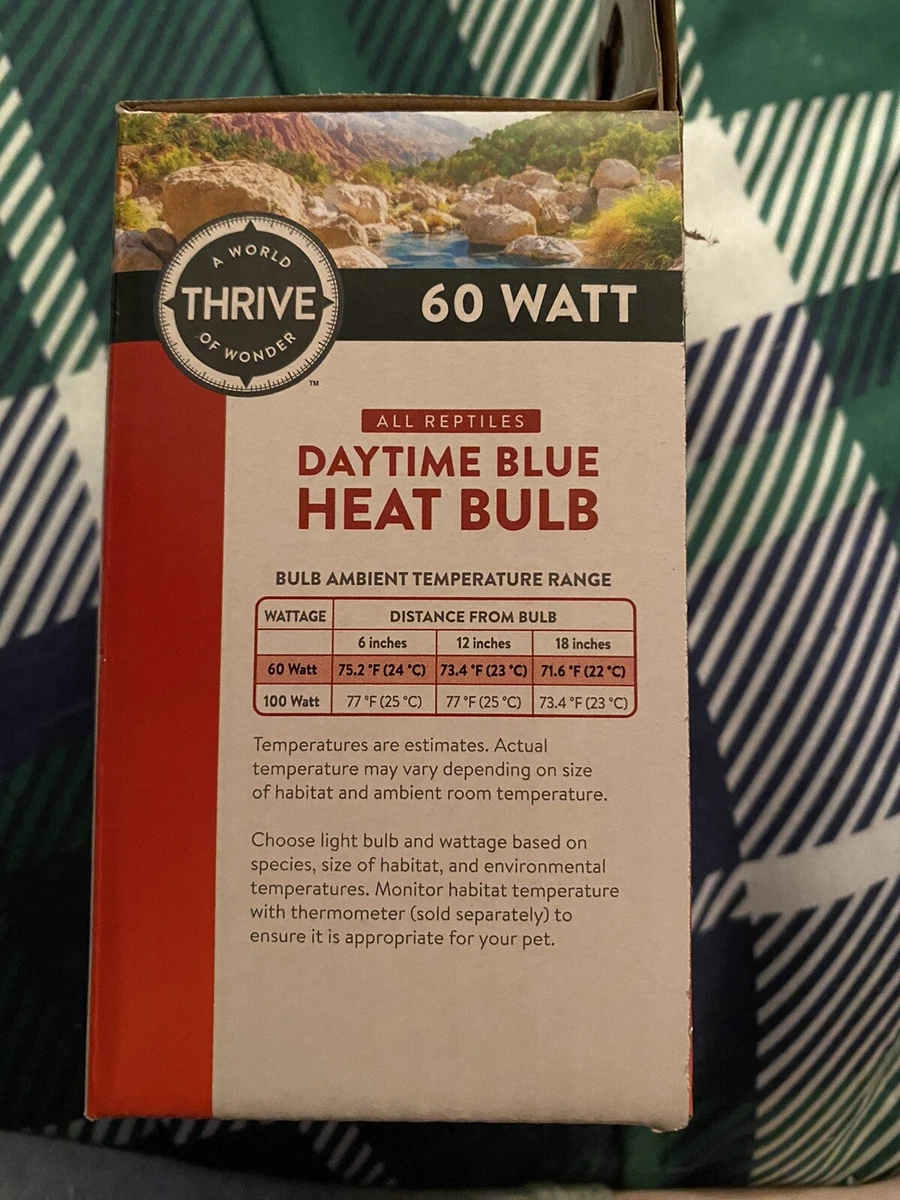 A WORLD
THRIVE
OF WONDER
™
60 WATT
ALL REPTILES
DAYTIME BLUE
HEAT BULB
BULB AMBIENT TEMPERATURE RANGE
WATTAGE DISTANCE FROM BULB
6 inches 12 inches 18 inches
60 Watt 75.2 °F (24 °C) 73.4 °F (23 °C) 71.6 °F (22 °C)
100 Watt 77 °F (25 °C) 77 °F (25 °C) 73.4 °F (23 °C)
Temperatures are estimates. Actual
temperature may vary depending on size
of habitat and ambient room temperature.
Choose light bulb and wattage based on
species, size of habitat, and environmental
temperatures. Monitor habitat temperature
with thermometer (sold separately) to
ensure it is appropriate for your pet.